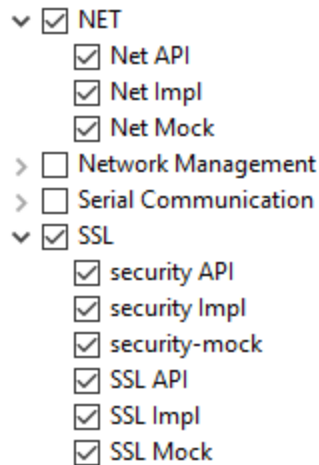 NET
Net API
Net Impl
Net Mock
Network Management
Serial Communication
SSL
security API
security Impl
security-mock
SSL API
SSL Impl
SSL Mock